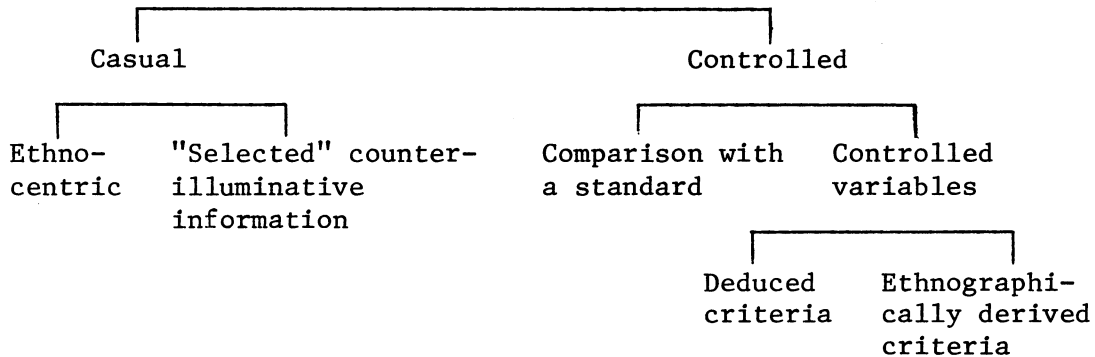 Casual
Controlled
Ethno-
centric
"Selected" counter-
illuminative
information
Comparison with
a standard
Controlled
variables
Deduced
criteria
Ethnographi-
cally derived
criteria